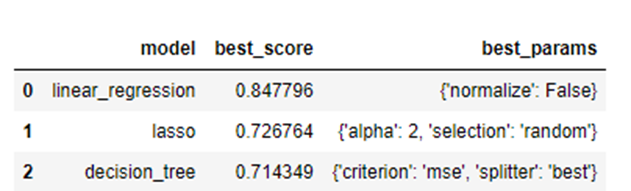 model best_score best_params
0 linear_regression 0.847796 {'normalize': False}
1 lasso 0.726764 {'alpha': 2, 'selection': 'random'}
2 decision_tree 0.714349 {'criterion': 'mse', 'splitter': 'best'}